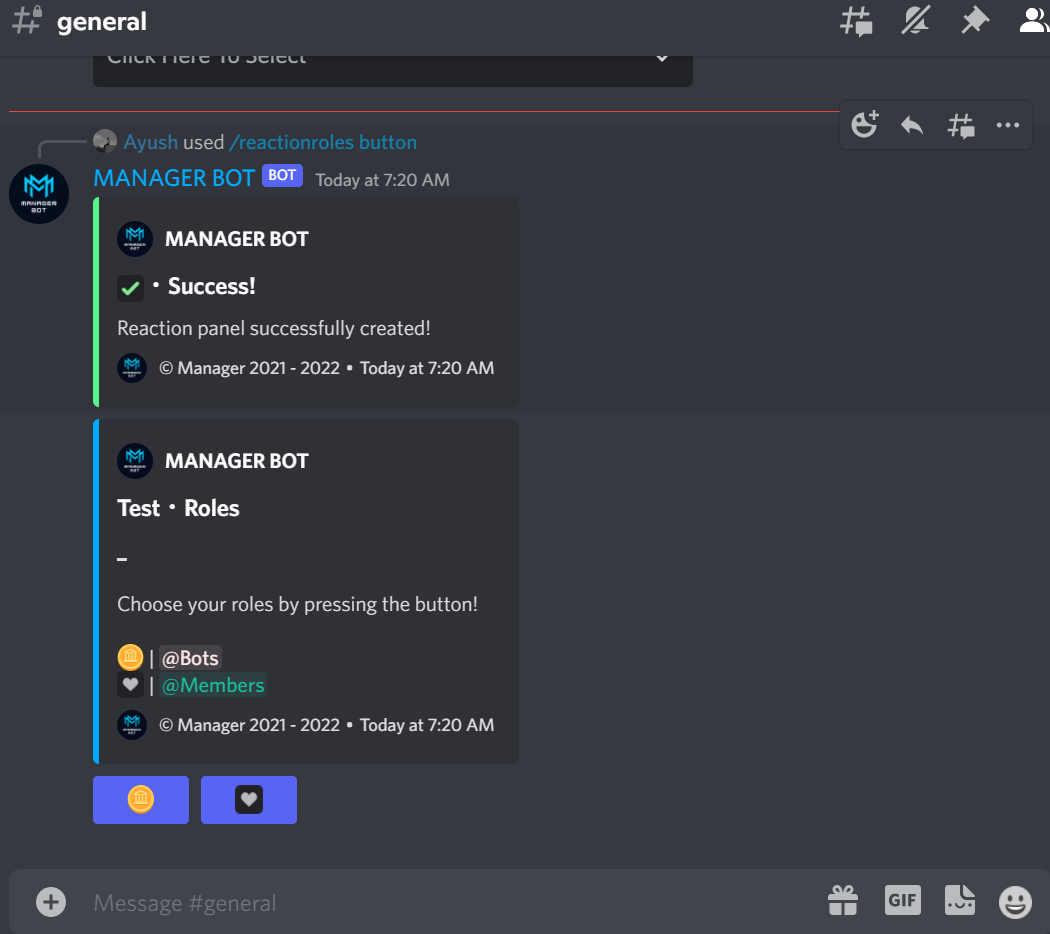 general
Click Here To Select
Ayush used /reactionroles button
MANAGER BOT BOT Today at 7:20 AM
MANAGER BOT
MANAGER BOT
• Success!
Reaction panel successfully created!
© Manager 2021 - 2022 • Today at 7:20 AM
MANAGER BOT
Test • Roles
_
Choose your roles by pressing the button!
| @Bots
| @Members
© Manager 2021 - 2022 • Today at 7:20 AM
Message #general
GIF